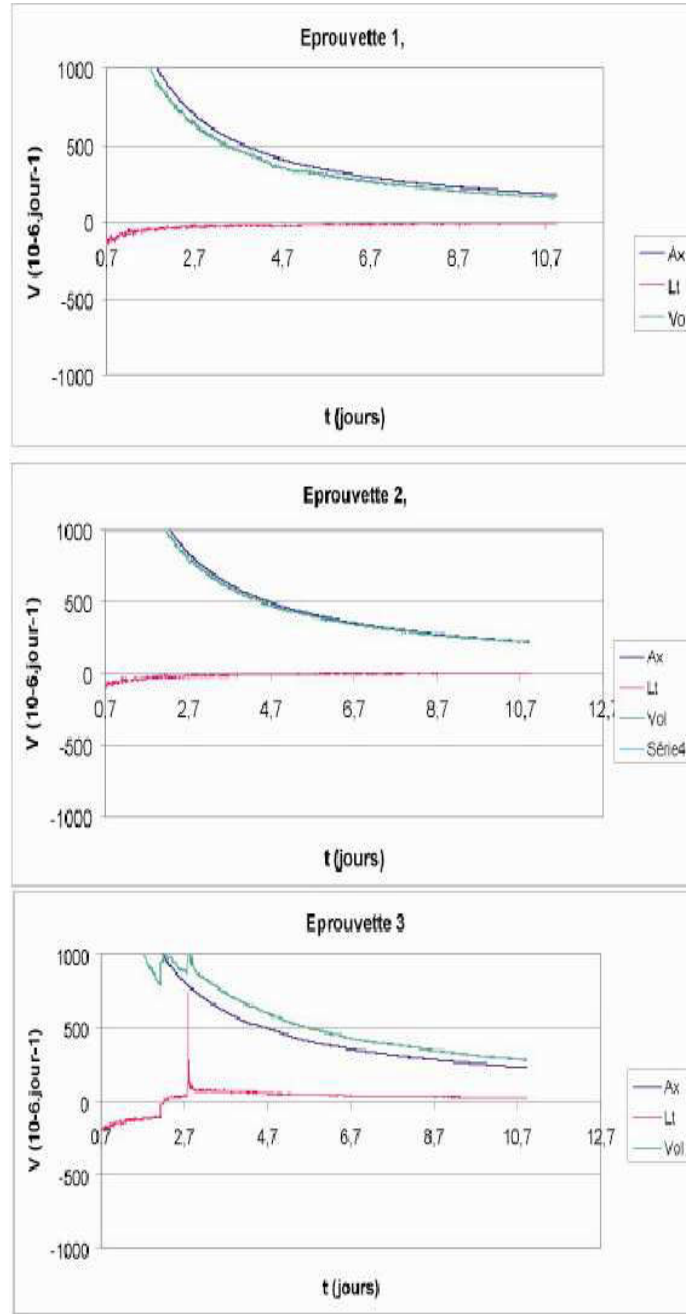 Eprouvette 1,
1000
500
0
-500
-1000
0,7 2,7 4,7 6,7 8,7 10,7
V (10-6.jour-1)
t (jours)
Ax
Lt
Vo
Eprouvette 2,
1000
500
0
-500
-1000
0,7 2,7 4,7 6,7 8,7 10,7 12,7
V (10-6.jour-1)
t (jours)
Ax
Lt
Vol
Série4
Eprouvette 3
1000
500
0
-500
-1000
0,7 2,7 4,7 6,7 8,7 10,7 12,7
V (10-6.jour-1)
t (jours)
Ax
Lt
Vol